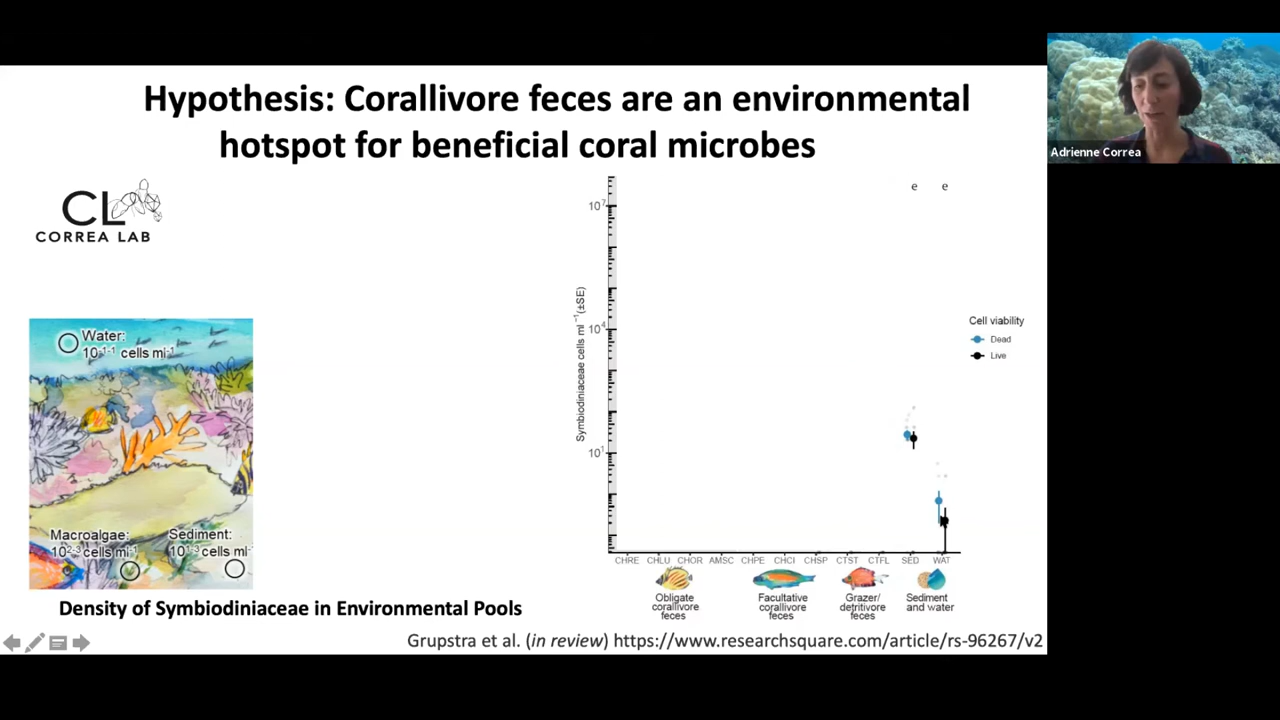 Hypothesis: Corallivore feces are an environmental
hotspot for beneficial coral microbes
Adrienne Correa
CL
CORREA LAB
Water:
10⁻¹⁻¹ cells ml⁻¹
Macroalgae:
10²⁻³ cells ml⁻¹
Sediment:
10¹⁻³ cells ml⁻¹
Density of Symbiodiniaceae in Environmental Pools
e e
10⁷
10⁴
10¹
Symbiodiniaceae cells ml⁻¹(±SE)
Cell viability
Dead
Live
CHRE CHLU CHOR AMSC CHPE CHCI CHSP CTST CTFL SED WAT
Obligate
corallivore
feces
Facultative
corallivore
feces
Grazer/
detritivore
feces
Sediment
and water
Grupstra et al. (in review) https://www.researchsquare.com/article/rs-96267/v2